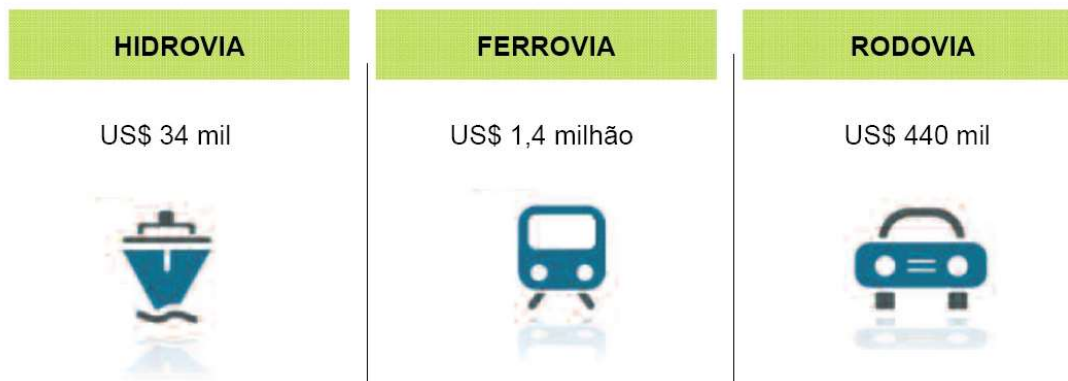 HIDROVIA
FERROVIA
RODOVIA
US$ 34 mil
US$ 1,4 milhão
US$ 440 mil